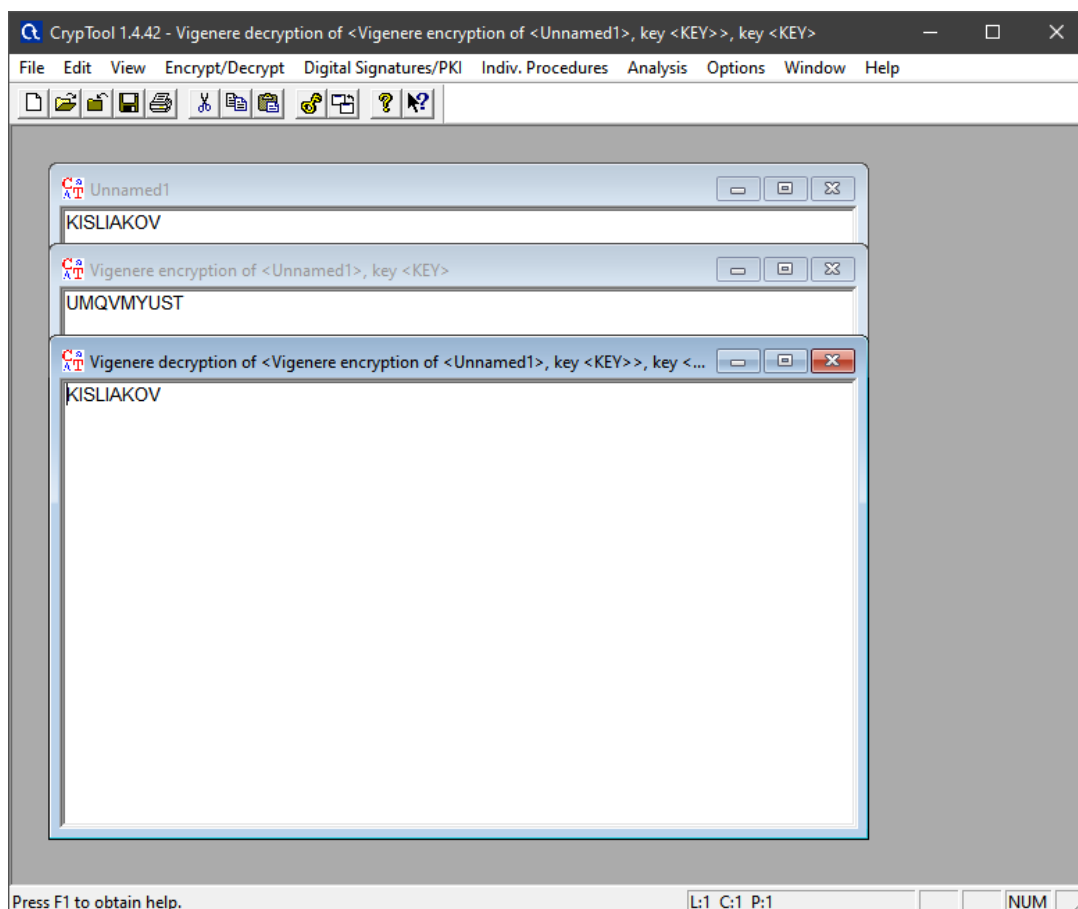 CrypTool 1.4.42 - Vigenere decryption of <Vigenere encryption of <Unnamed1>, key <KEY>>, key <KEY>
File Edit View Encrypt/Decrypt Digital Signatures/PKI Indiv. Procedures Analysis Options Window Help
Unnamed1
KISLIAKOV
Vigenere encryption of <Unnamed1>, key <KEY>
UMQVMYUST
Vigenere decryption of <Vigenere encryption of <Unnamed1>, key <KEY>>, key <...
KISLIAKOV
Press F1 to obtain help. L:1 C:1 P:1 NUM